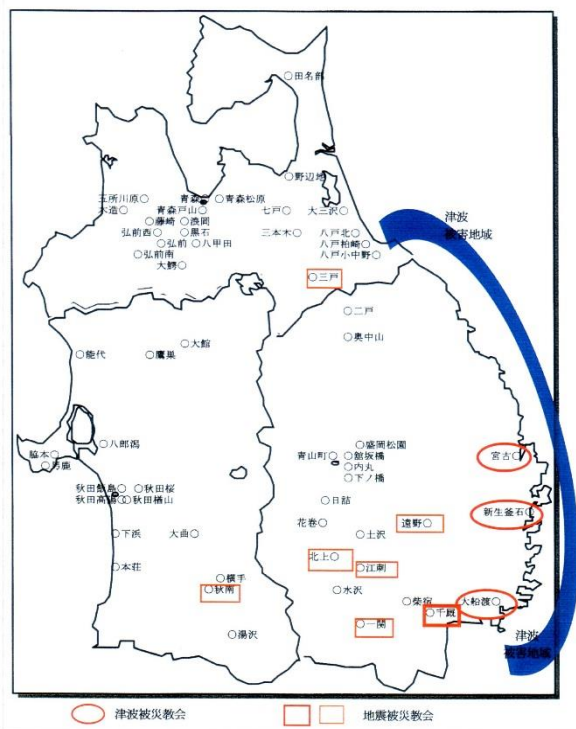 ○田名部
○野辺地
五所川原○
青森○
○青森松原
木造○
青森戸山○
七戸○
大三沢○
○藤崎
○浪岡
弘前西○
○黒石
三本木○
八戸北○
○弘前
○八甲田
八戸柏崎○
○弘前南
八戸小中野○
大鰐○
津波
被害地域
○三戸
○二戸
○奥中山
○大館
○能代
○鷹巣
○八郎潟
脇本○
○男鹿
○盛岡松園
青山町○
○舘坂橋
○内丸
○下ノ橋
宮古○
秋田飯島○
○秋田桜
秋田高陽○
○秋田楢山
○日詰
新生釜石○
花巻○
遠野○
○下浜
大曲○
○土沢
北上○
○江刺
○本荘
○横手
○秋南
○水沢
○柴宿
大船渡○
○千厩
○一関
○湯沢
津波
被害地域
津波被災教会
地震被災教会